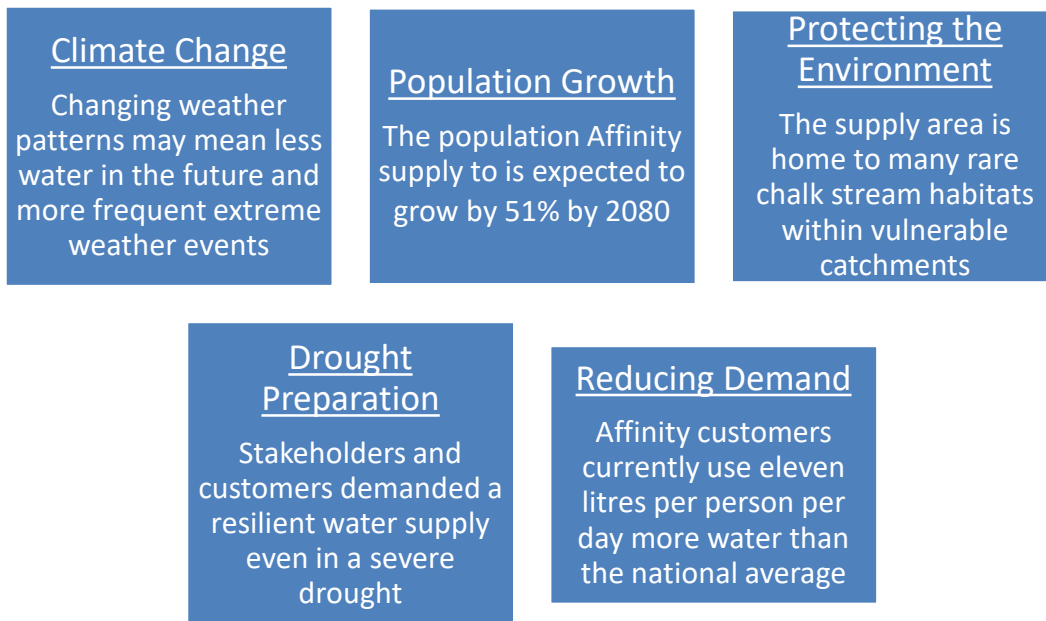 Climate Change
Changing weather
patterns may mean less
water in the future and
more frequent extreme
weather events
Population Growth
The population Affinity
supply to is expected to
grow by 51% by 2080
Protecting the
Environment
The supply area is
home to many rare
chalk stream habitats
within vulnerable
catchments
Drought
Preparation
Stakeholders and
customers demanded a
resilient water supply
even in a severe
drought
Reducing Demand
Affinity customers
currently use eleven
litres per person per
day more water than
the national average